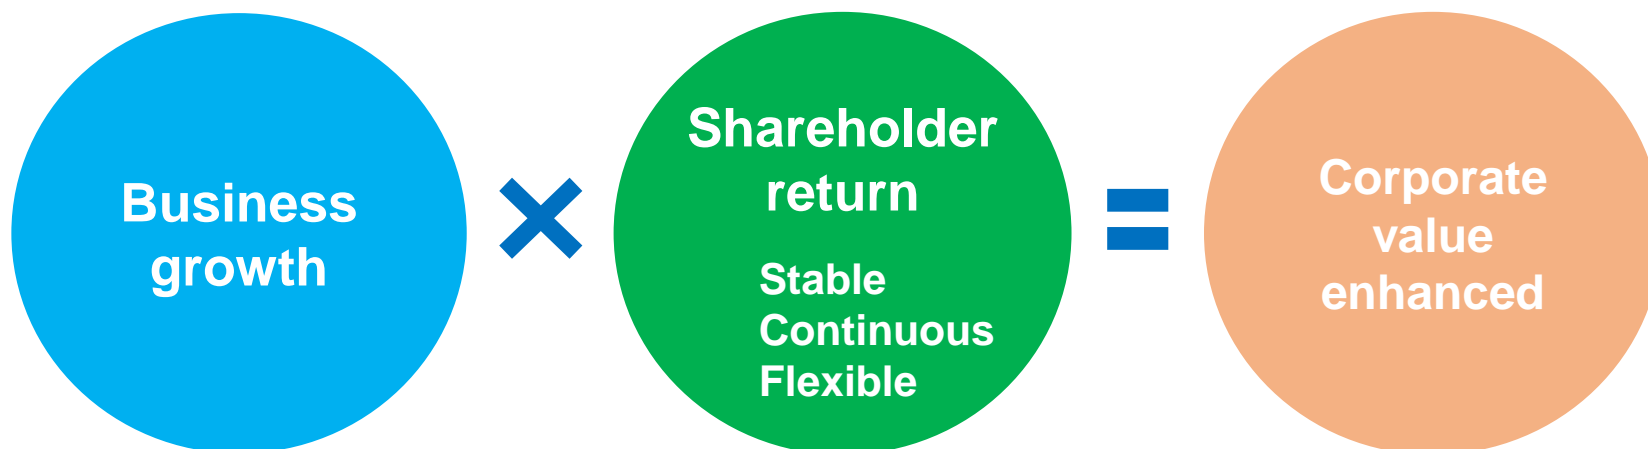 Business
growth
×
Shareholder
return
Stable
Continuous
Flexible
=
Corporate
value
enhanced